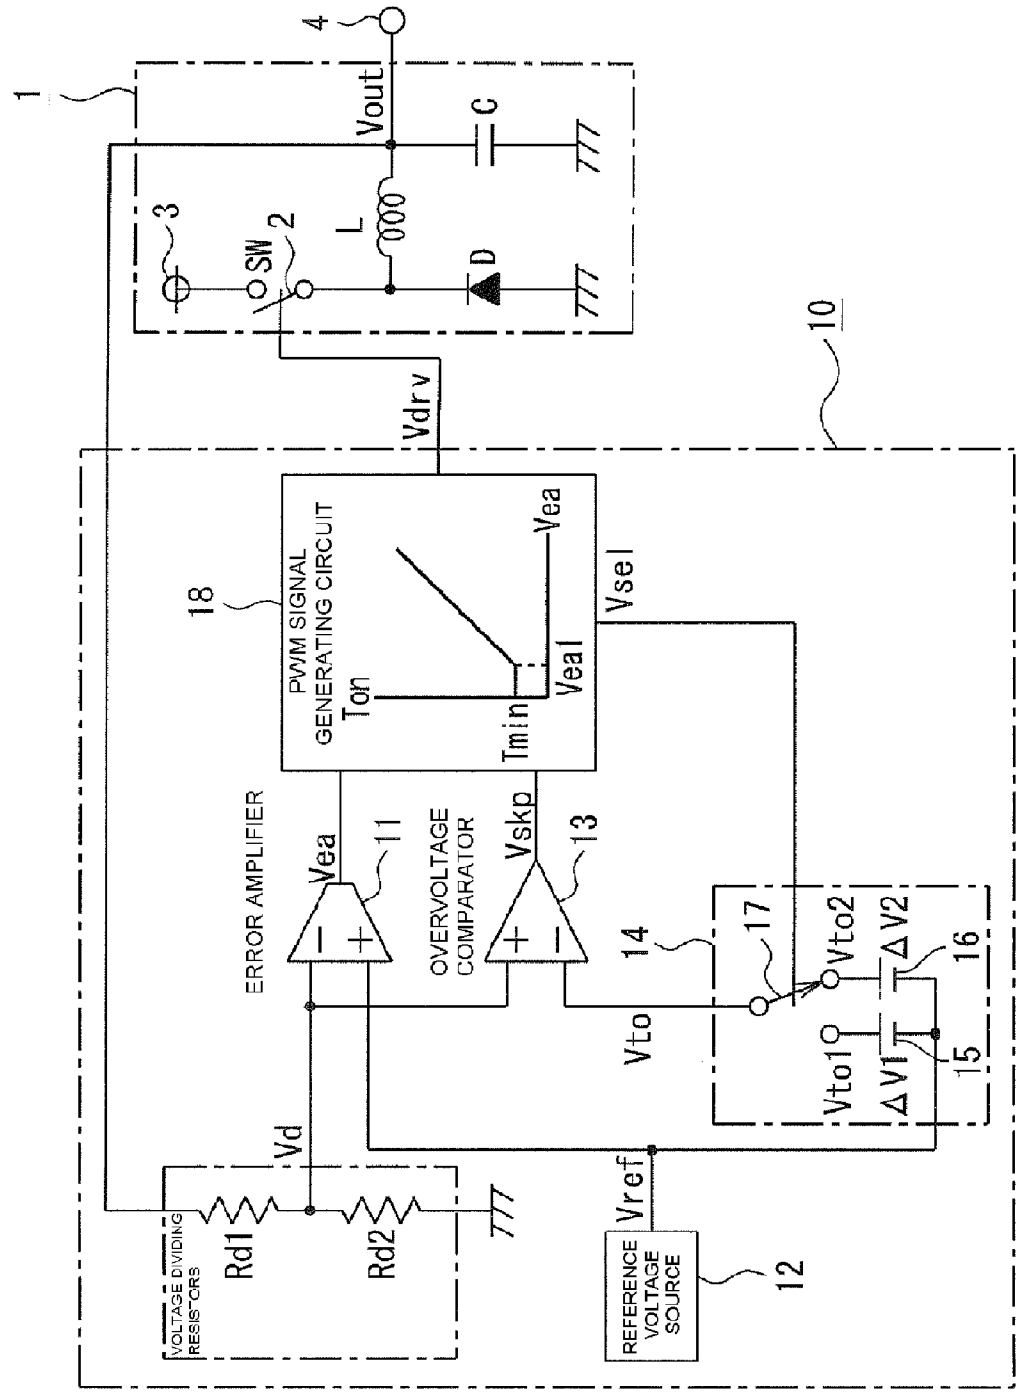 1
3
SW
2
L
Vout
4
D
C
10
Vdrv
18
PWM SIGNAL
GENERATING CIRCUIT
Ton
Tmin
Vea
Veal
Vsel
ERROR AMPLIFIER
Vea
−
+
11
OVERVOLTAGE
COMPARATOR
Vskp
+
−
13
Vto
14
17
Vto1
Vto2
ΔV1
ΔV2
15
16
VOLTAGE DIVIDING
RESISTORS
Rd1
Rd2
Vd
Vref
REFERENCE
VOLTAGE
SOURCE
12